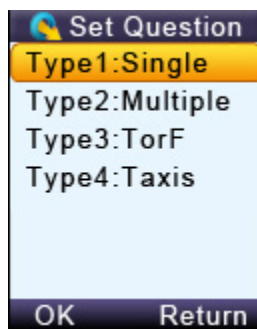 Set Question
Type1:Single
Type2:Multiple
Type3:TorF
Type4:Taxis
OK Return